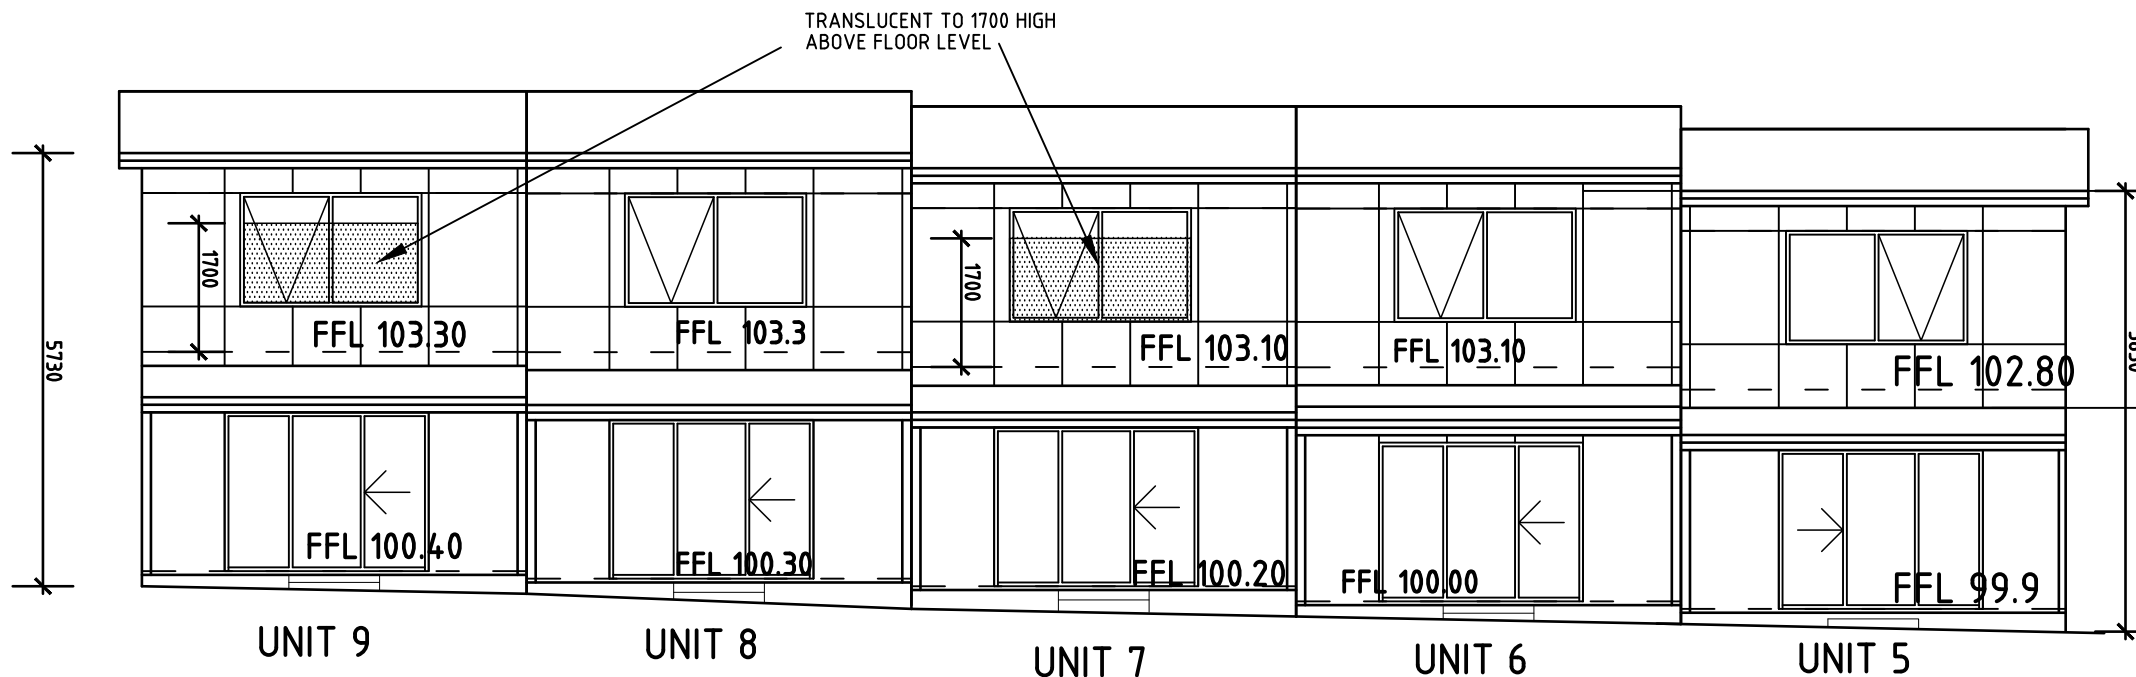 TRANSLUCENT TO 1700 HIGH
ABOVE FLOOR LEVEL
1700
1700
5730
FFL 103.30
FFL 103.3
FFL 103.10
FFL 103.10
FFL 102.80
FFL 100.40
FFL 100.30
FFL 100.20
FFL 100.00
FFL 99.9
UNIT 9
UNIT 8
UNIT 7
UNIT 6
UNIT 5